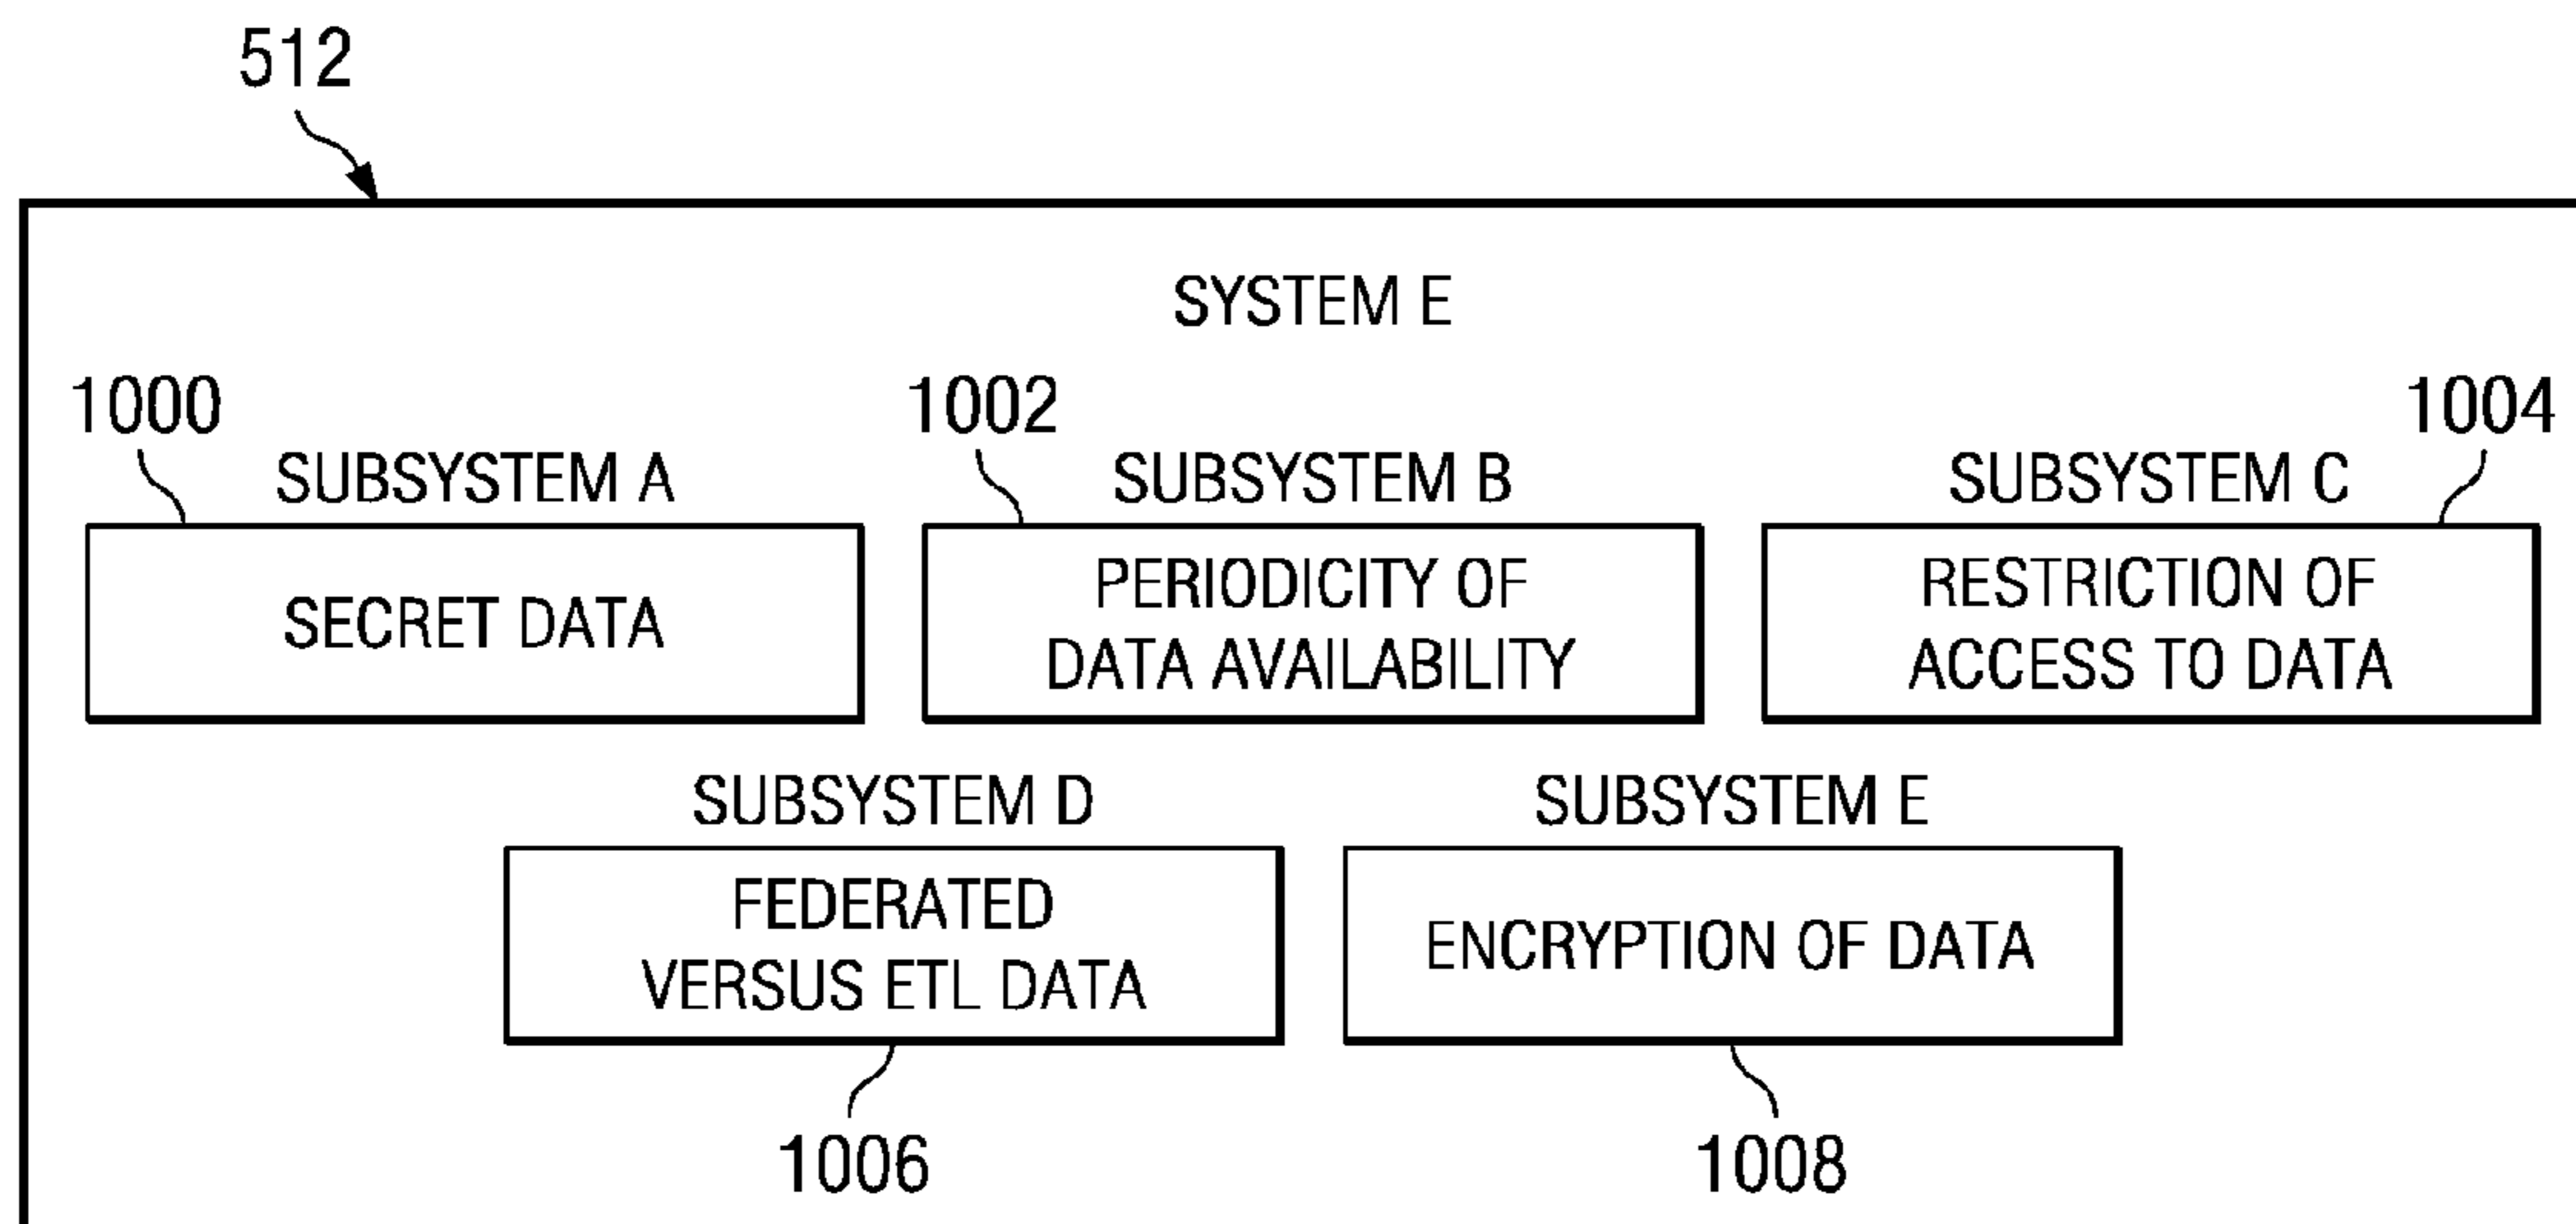 512
SYSTEM E
1000 1002 1004
SUBSYSTEM A SUBSYSTEM B SUBSYSTEM C
SECRET DATA
PERIODICITY OF
DATA AVAILABILITY
RESTRICTION OF
ACCESS TO DATA
SUBSYSTEM D SUBSYSTEM E
FEDERATED
VERSUS ETL DATA
ENCRYPTION OF DATA
1006 1008